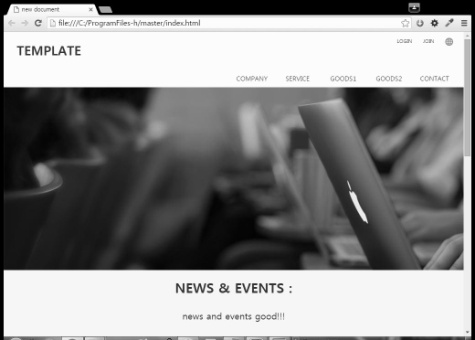 new document
file:///C:/ProgramFiles-h/master/index.html
LOGIN JOIN
TEMPLATE
COMPANY SERVICE GOODS1 GOODS2 CONTACT
NEWS & EVENTS :
news and events good!!!